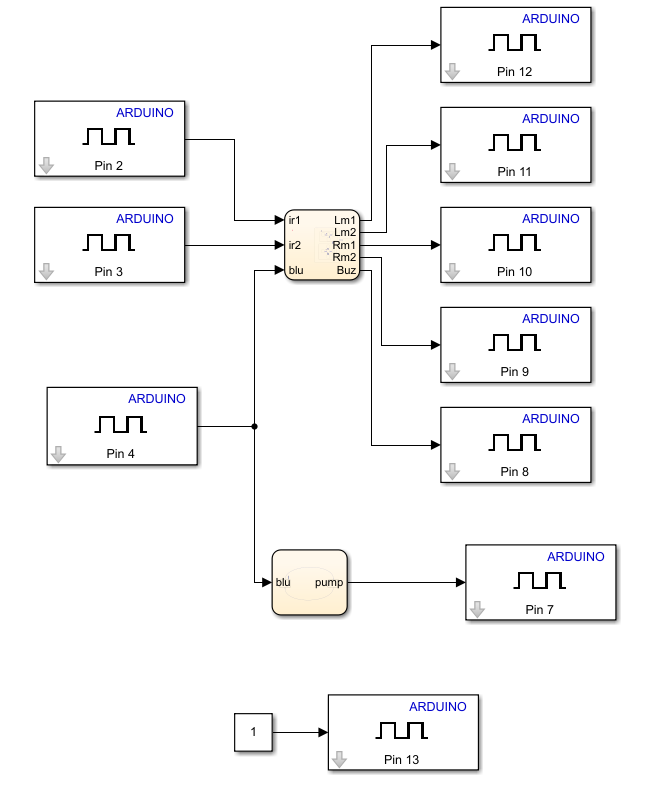 ARDUINO
Pin 12
ARDUINO
Pin 2
ARDUINO
Pin 11
ARDUINO
Pin 3
ir1
ir2
blu
Lm1
Lm2
Rm1
Rm2
Buz
ARDUINO
Pin 10
ARDUINO
Pin 9
ARDUINO
Pin 4
ARDUINO
Pin 8
blu
pump
ARDUINO
Pin 7
1
ARDUINO
Pin 13